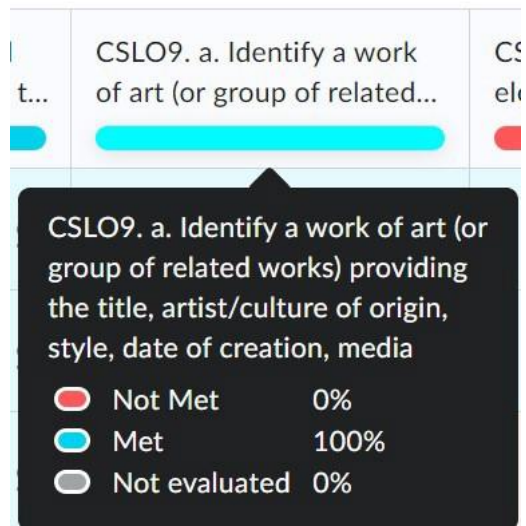 t...
CSLO9. a. Identify a work
of art (or group of related...
CS
ele
CSLO9. a. Identify a work of art (or
group of related works) providing
the title, artist/culture of origin,
style, date of creation, media
Not Met 0%
Met 100%
Not evaluated 0%